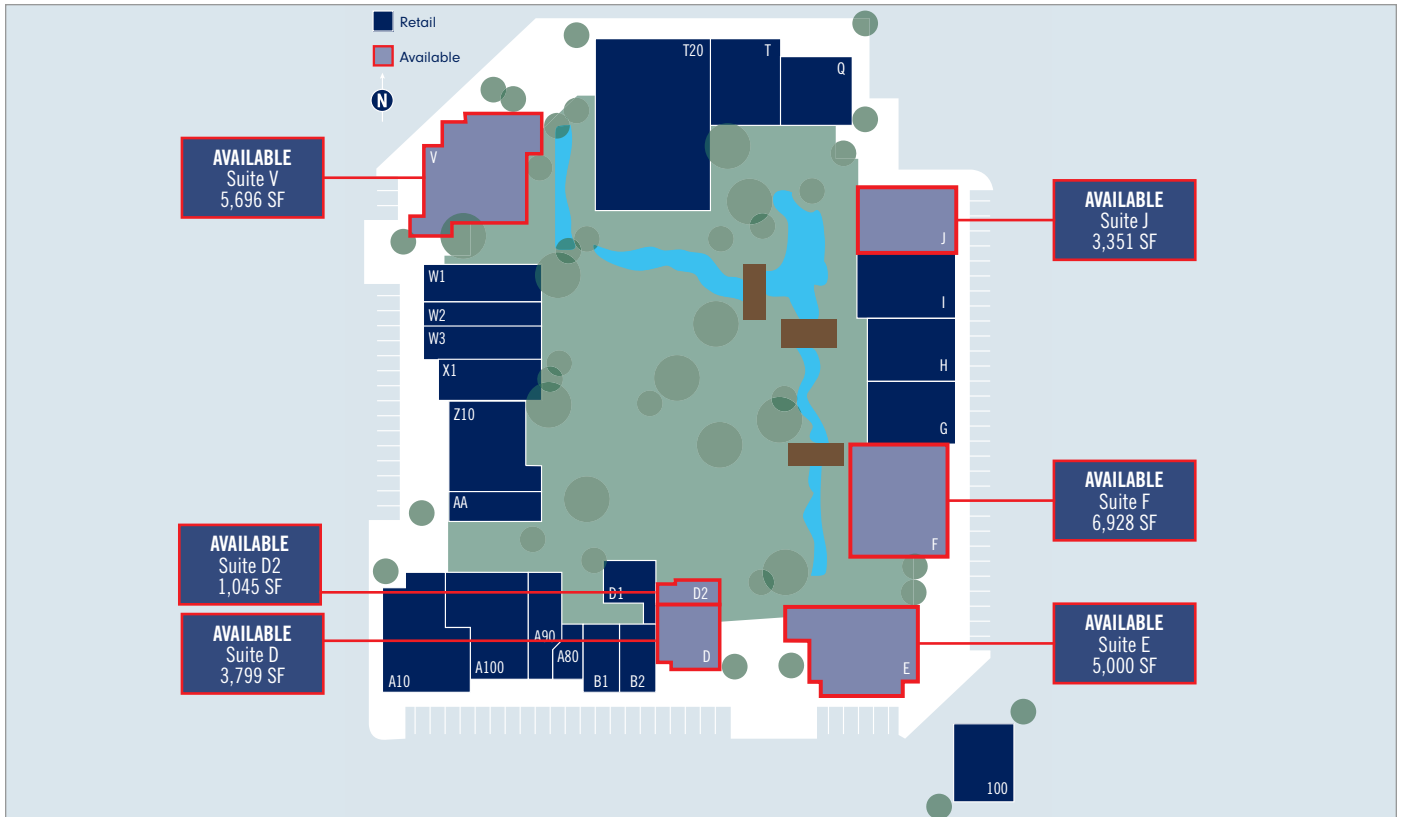 Retail
Available
N
T20
T
Q
V
AVAILABLE
Suite V
5,696 SF
J
AVAILABLE
Suite J
3,351 SF
W1
W2
W3
X1
Z10
AA
I
H
G
F
AVAILABLE
Suite F
6,928 SF
AVAILABLE
Suite D2
1,045 SF
AVAILABLE
Suite D
3,799 SF
D1
D2
D
A10
A100
A90
A80
B1
B2
E
AVAILABLE
Suite E
5,000 SF
100